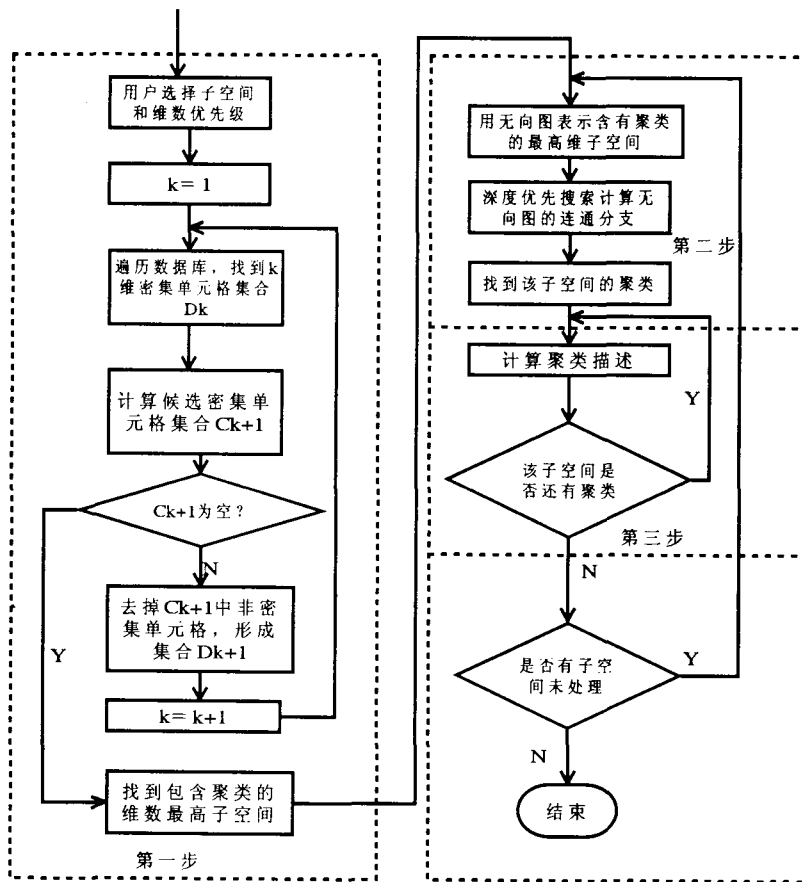 用户选择子空间
和维数优先级
k= 1
遍历数据库，找到k
维密集单元格集合
Dk
计算候选密集单
元格集合Ck+1
Ck+1为空？
N
Y
去掉Ck+1中非密
集单元格，形成
集合Dk+1
k= k+1
找到包含聚类的
维数最高子空间
第一步
用无向图表示含有聚类
的最高维子空间
深度优先搜索计算无
向图的连通分支
第二步
找到该子空间的聚类
计算聚类描述
Y
该子空间是
否还有聚类
第三步
N
是否有子空
间未处理
Y
N
结束